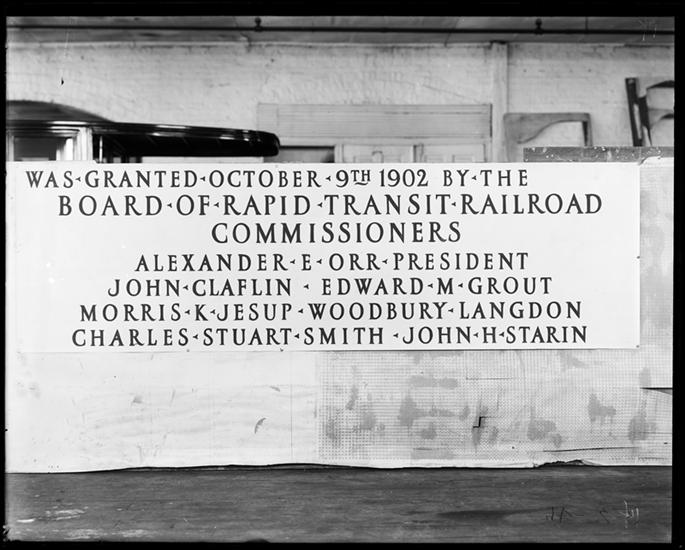 WAS·GRANTED·OCTOBER·9TH 1902 BY·THE
BOARD·OF·RAPID·TRANSIT·RAILROAD
COMMISSIONERS
ALEXANDER·E·ORR·PRESIDENT
JOHN·CLAFLIN · EDWARD·M·GROUT
MORRIS·K·JESUP·WOODBURY·LANGDON
CHARLES·STUART·SMITH·JOHN·H·STARIN